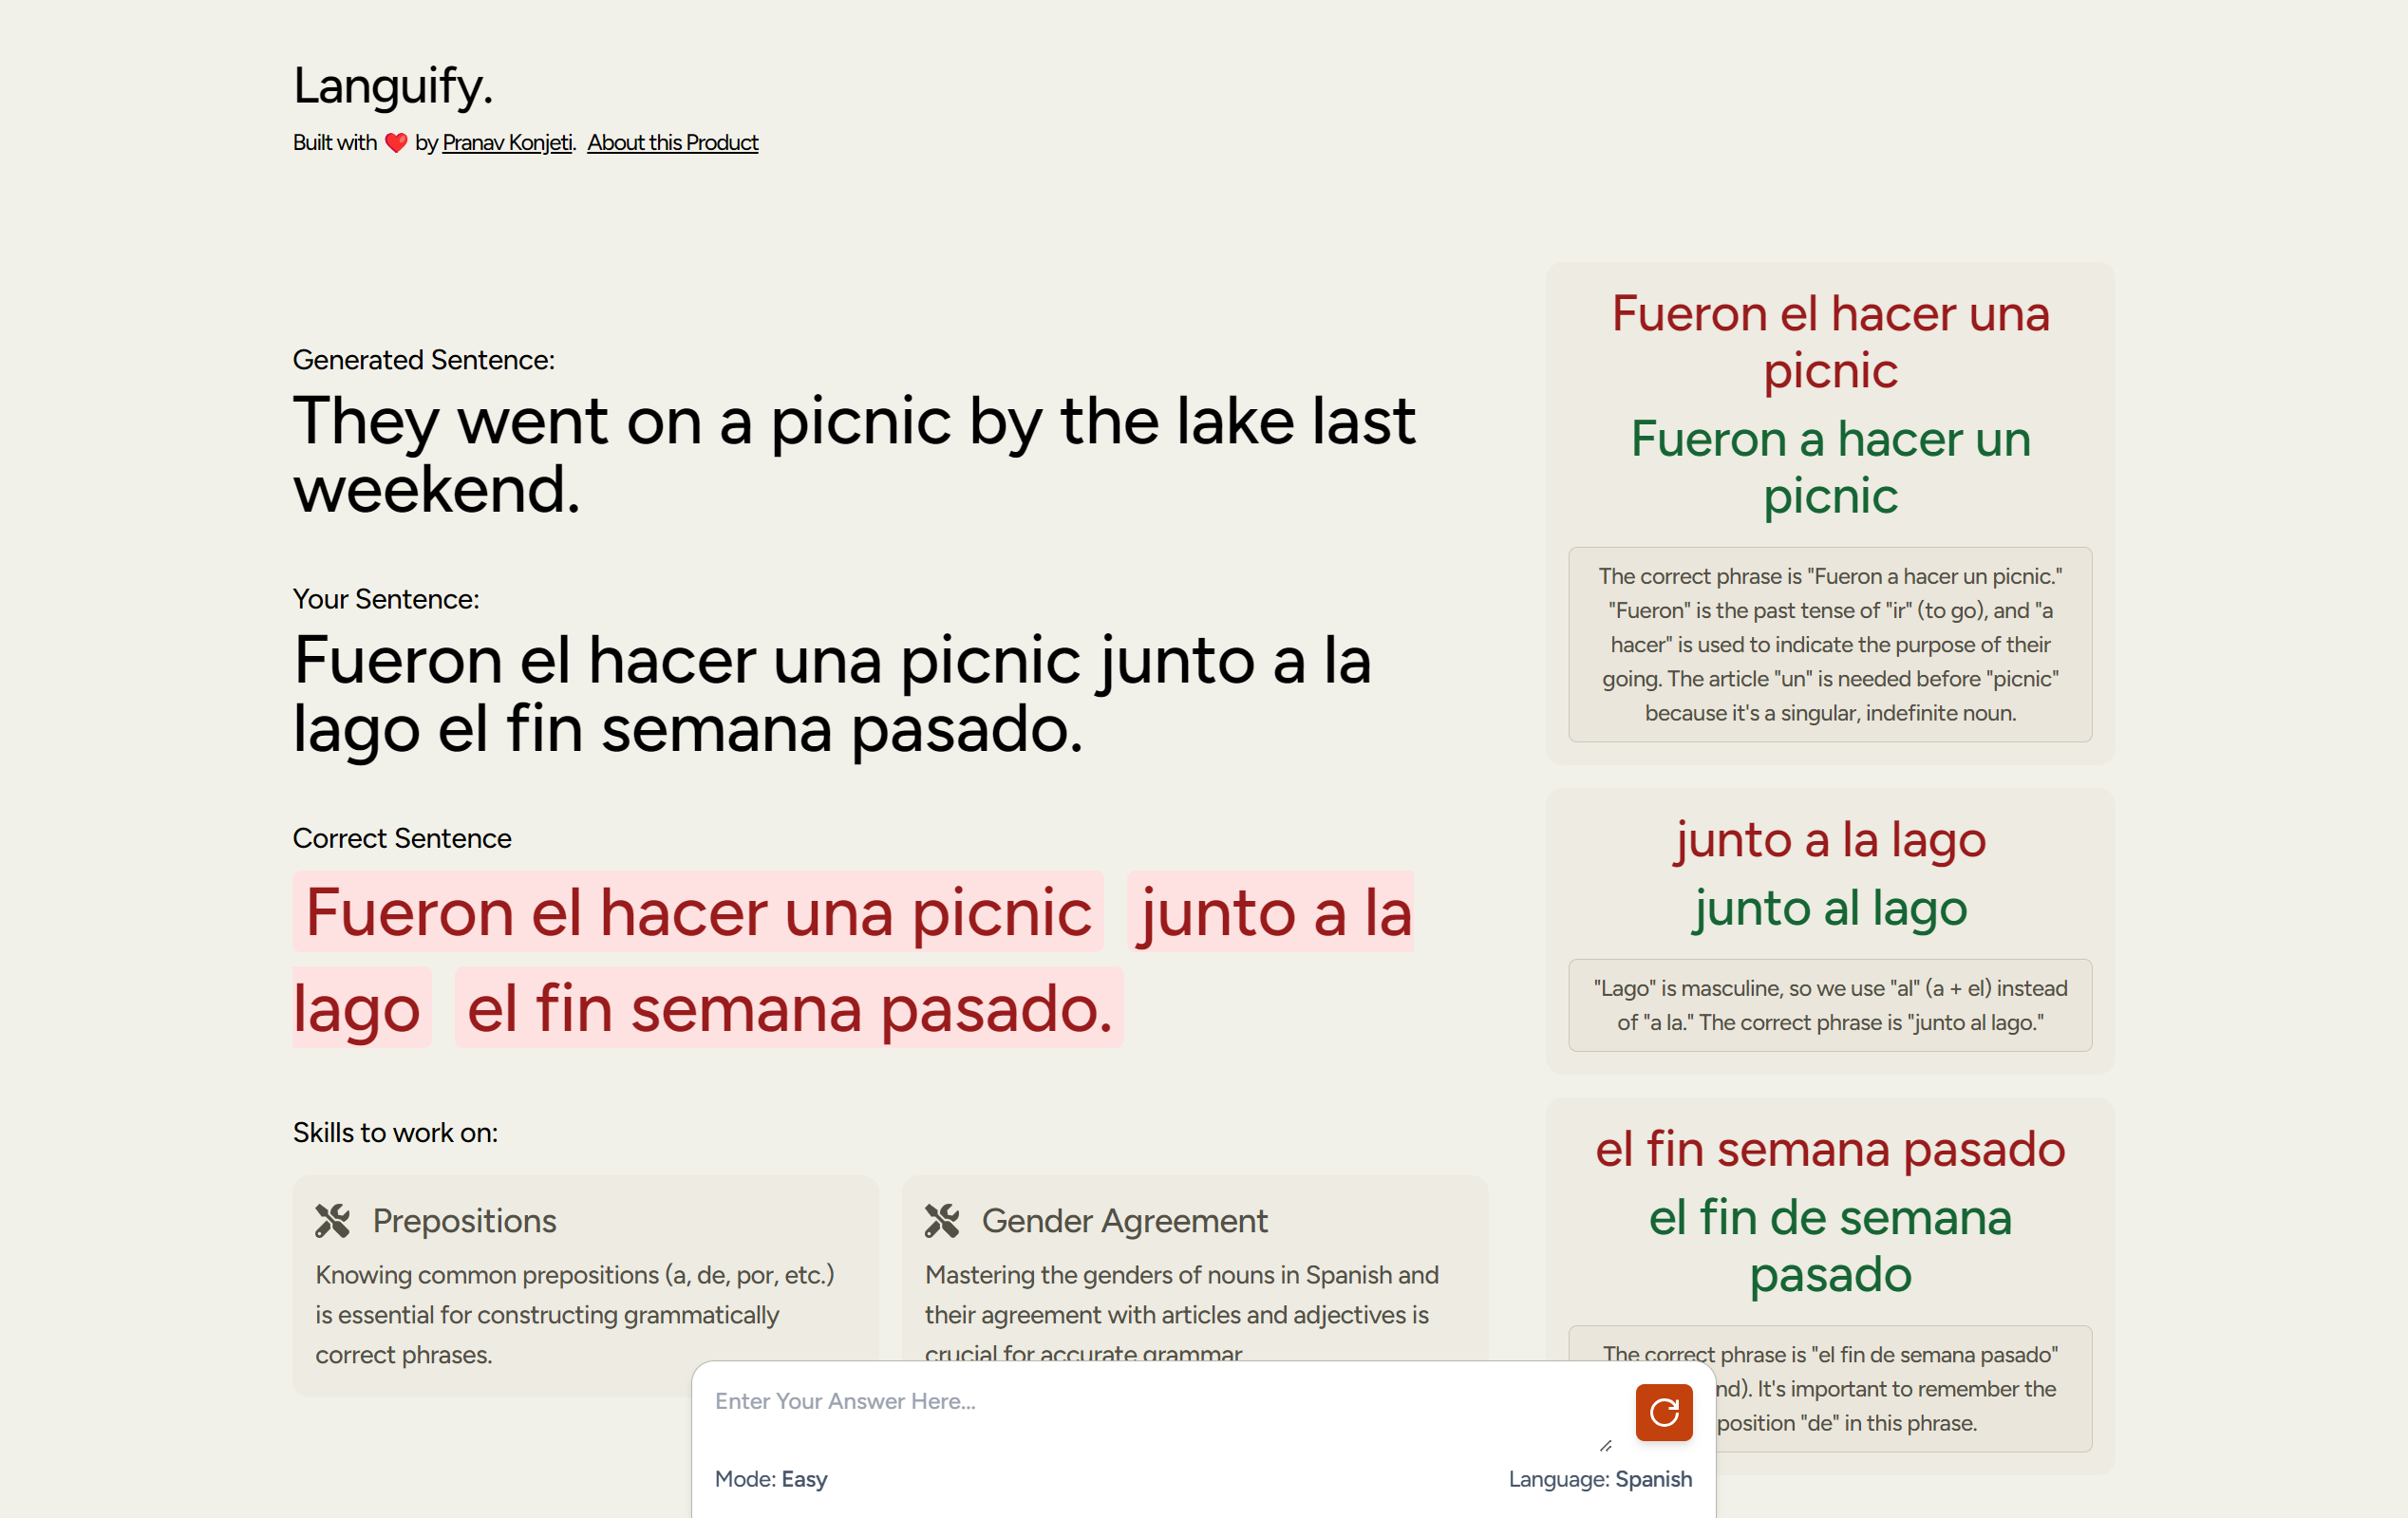 Languify.
Built with ❤️ by Pranav Konjeti. About this Product
Generated Sentence:
They went on a picnic by the lake last
weekend.
Your Sentence:
Fueron el hacer una picnic junto a la
lago el fin semana pasado.
Correct Sentence
Fueron el hacer una picnic junto a la
lago el fin semana pasado.
Skills to work on:
Prepositions
Knowing common prepositions (a, de, por, etc.)
is essential for constructing grammatically
correct phrases.
Gender Agreement
Mastering the genders of nouns in Spanish and
their agreement with articles and adjectives is
crucial for accurate grammar
Fueron el hacer una
picnic
Fueron a hacer un
picnic
The correct phrase is "Fueron a hacer un picnic."
"Fueron" is the past tense of "ir" (to go), and "a
hacer" is used to indicate the purpose of their
going. The article "un" is needed before "picnic"
because it's a singular, indefinite noun.
junto a la lago
junto al lago
"Lago" is masculine, so we use "al" (a + el) instead
of "a la." The correct phrase is "junto al lago."
el fin semana pasado
el fin de semana
pasado
The correct phrase is "el fin de semana pasado"
nd). It's important to remember the
position "de" in this phrase.
Enter Your Answer Here...
Mode: Easy
Language: Spanish